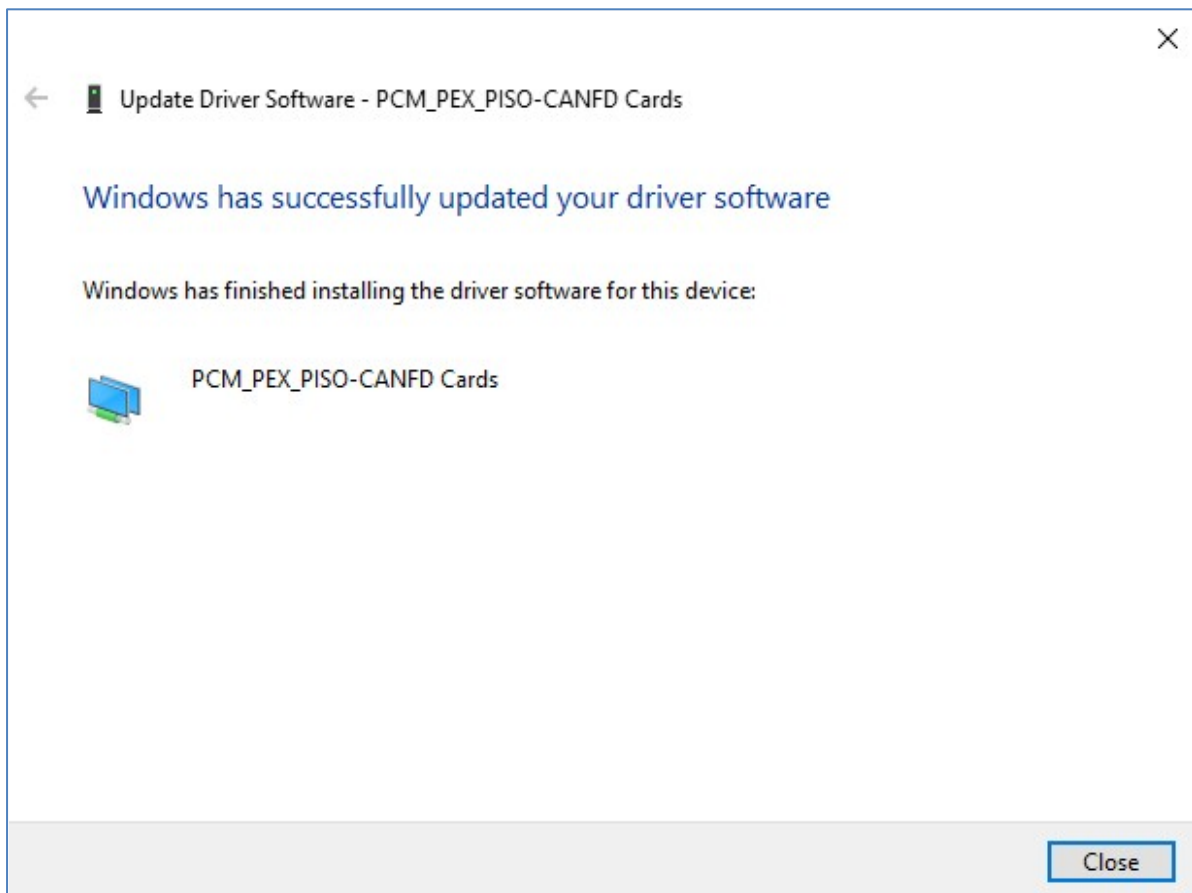 Update Driver Software - PCM_PEX_PISO-CANFD Cards
Windows has successfully updated your driver software
Windows has finished installing the driver software for this device:
PCM_PEX_PISO-CANFD Cards
Close